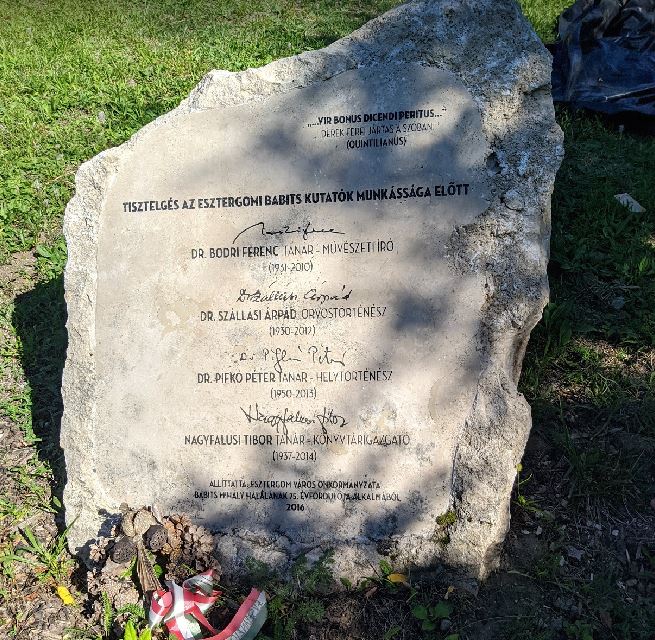 "...VIR BONUS DICENDI PERITUS..."
DEREK FÉRFI, JÁRTAS A SZÓBAN.
(QUINTILIANUS)
TISZTELGÉS AZ ESZTERGOMI BABITS KUTATÓK MUNKÁSSÁGA ELŐTT
DR. BODRI FERENC TANÁR - MŰVÉSZETI ÍRÓ
(1931-2010)
Dr Szállási Árpád
DR. SZÁLLÁSI ÁRPÁD, ORVOSTÖRTÉNÉSZ
(1930-2012)
Dr. Pifkó Péter
DR. PIFKÓ PÉTER TANÁR - HELYTÖRTÉNÉSZ
(1950-2013)
Nagyfalusi Tibor
NAGYFALUSI TIBOR TANÁR - KÖNYVTÁRIGAZGATÓ
(1937-2014)
ÁLLÍTTATTA: ESZTERGOM VÁROS ÖNKORMÁNYZATA
BABITS MIHÁLY HALÁLÁNAK 75. ÉVFORDULÓJA ALKALMÁBÓL
2016